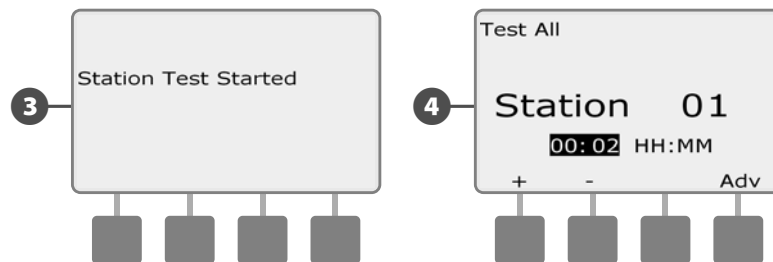 3
Station Test Started
4
Test All
Station 01
00:02 HH:MM
+ - Adv